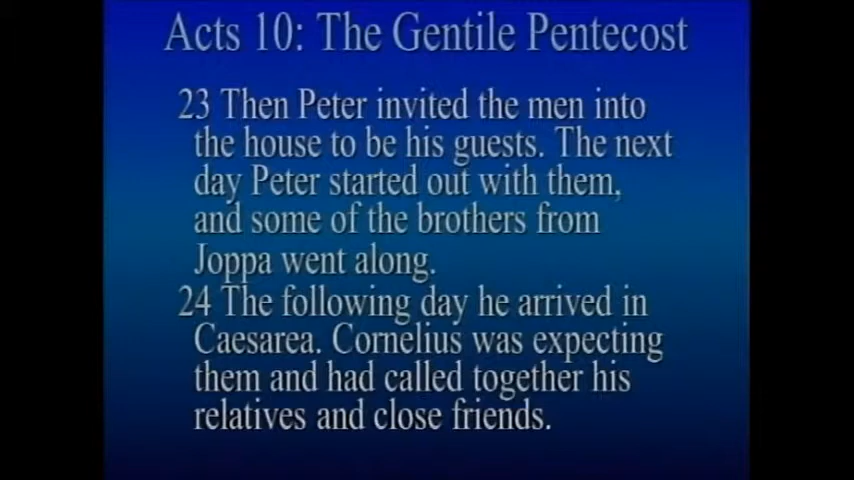 Acts 10: The Gentile Pentecost
23 Then Peter invited the men into
the house to be his guests. The next
day Peter started out with them,
and some of the brothers from
Joppa went along.
24 The following day he arrived in
Caesarea. Cornelius was expecting
them and had called together his
relatives and close friends.